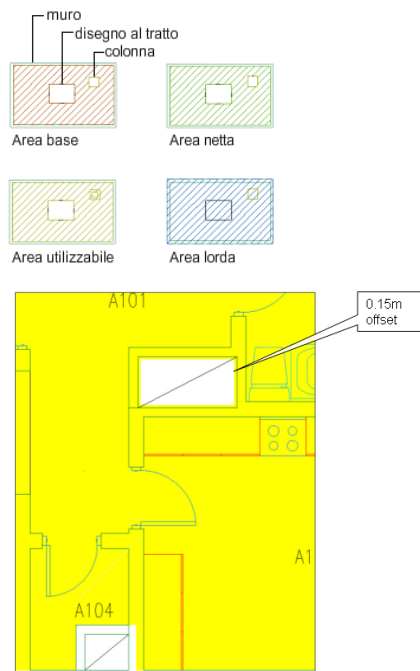 muro
disegno al tratto
colonna
Area base
Area netta
Area utilizzabile
Area lorda
A101
0.15m
offset
A1
A104